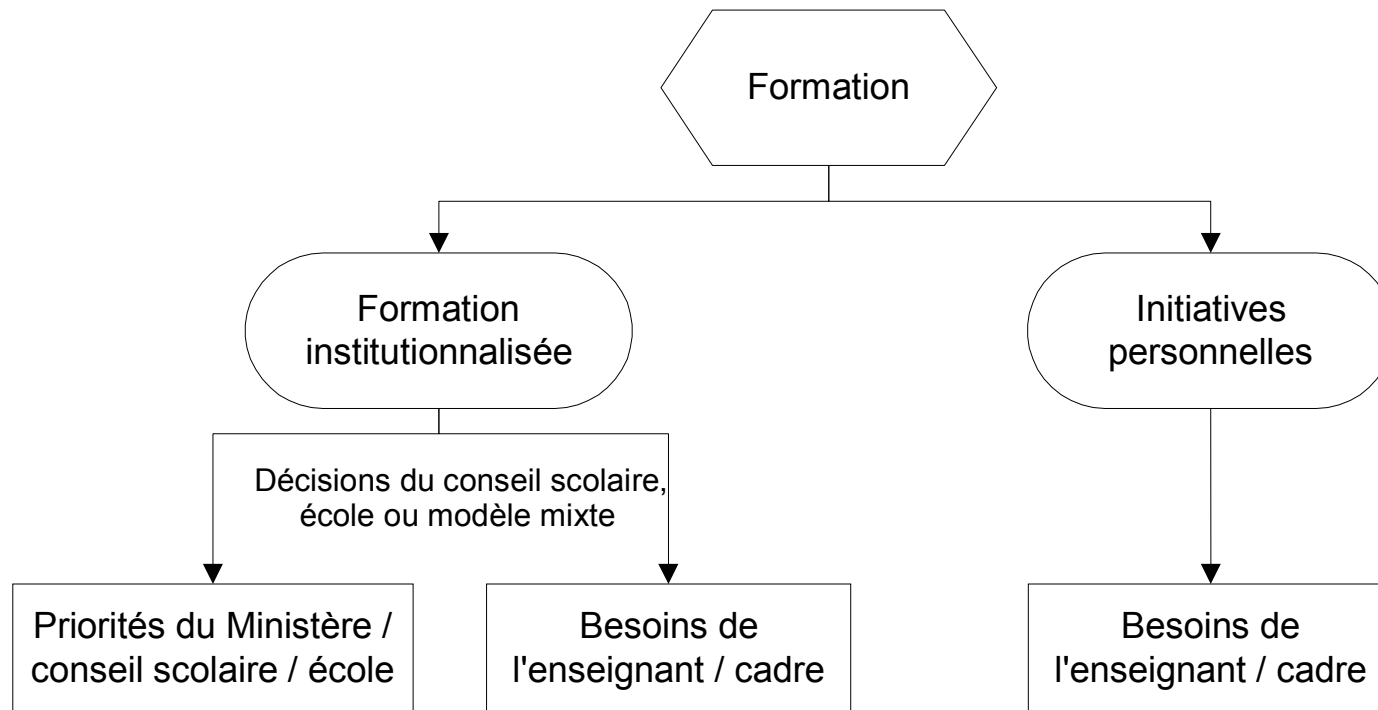 Formation
Formation
institutionnalisée
Initiatives
personnelles
Décisions du conseil scolaire,
école ou modèle mixte
Priorités du Ministère /
conseil scolaire / école
Besoins de
l'enseignant / cadre
Besoins de
l'enseignant / cadre